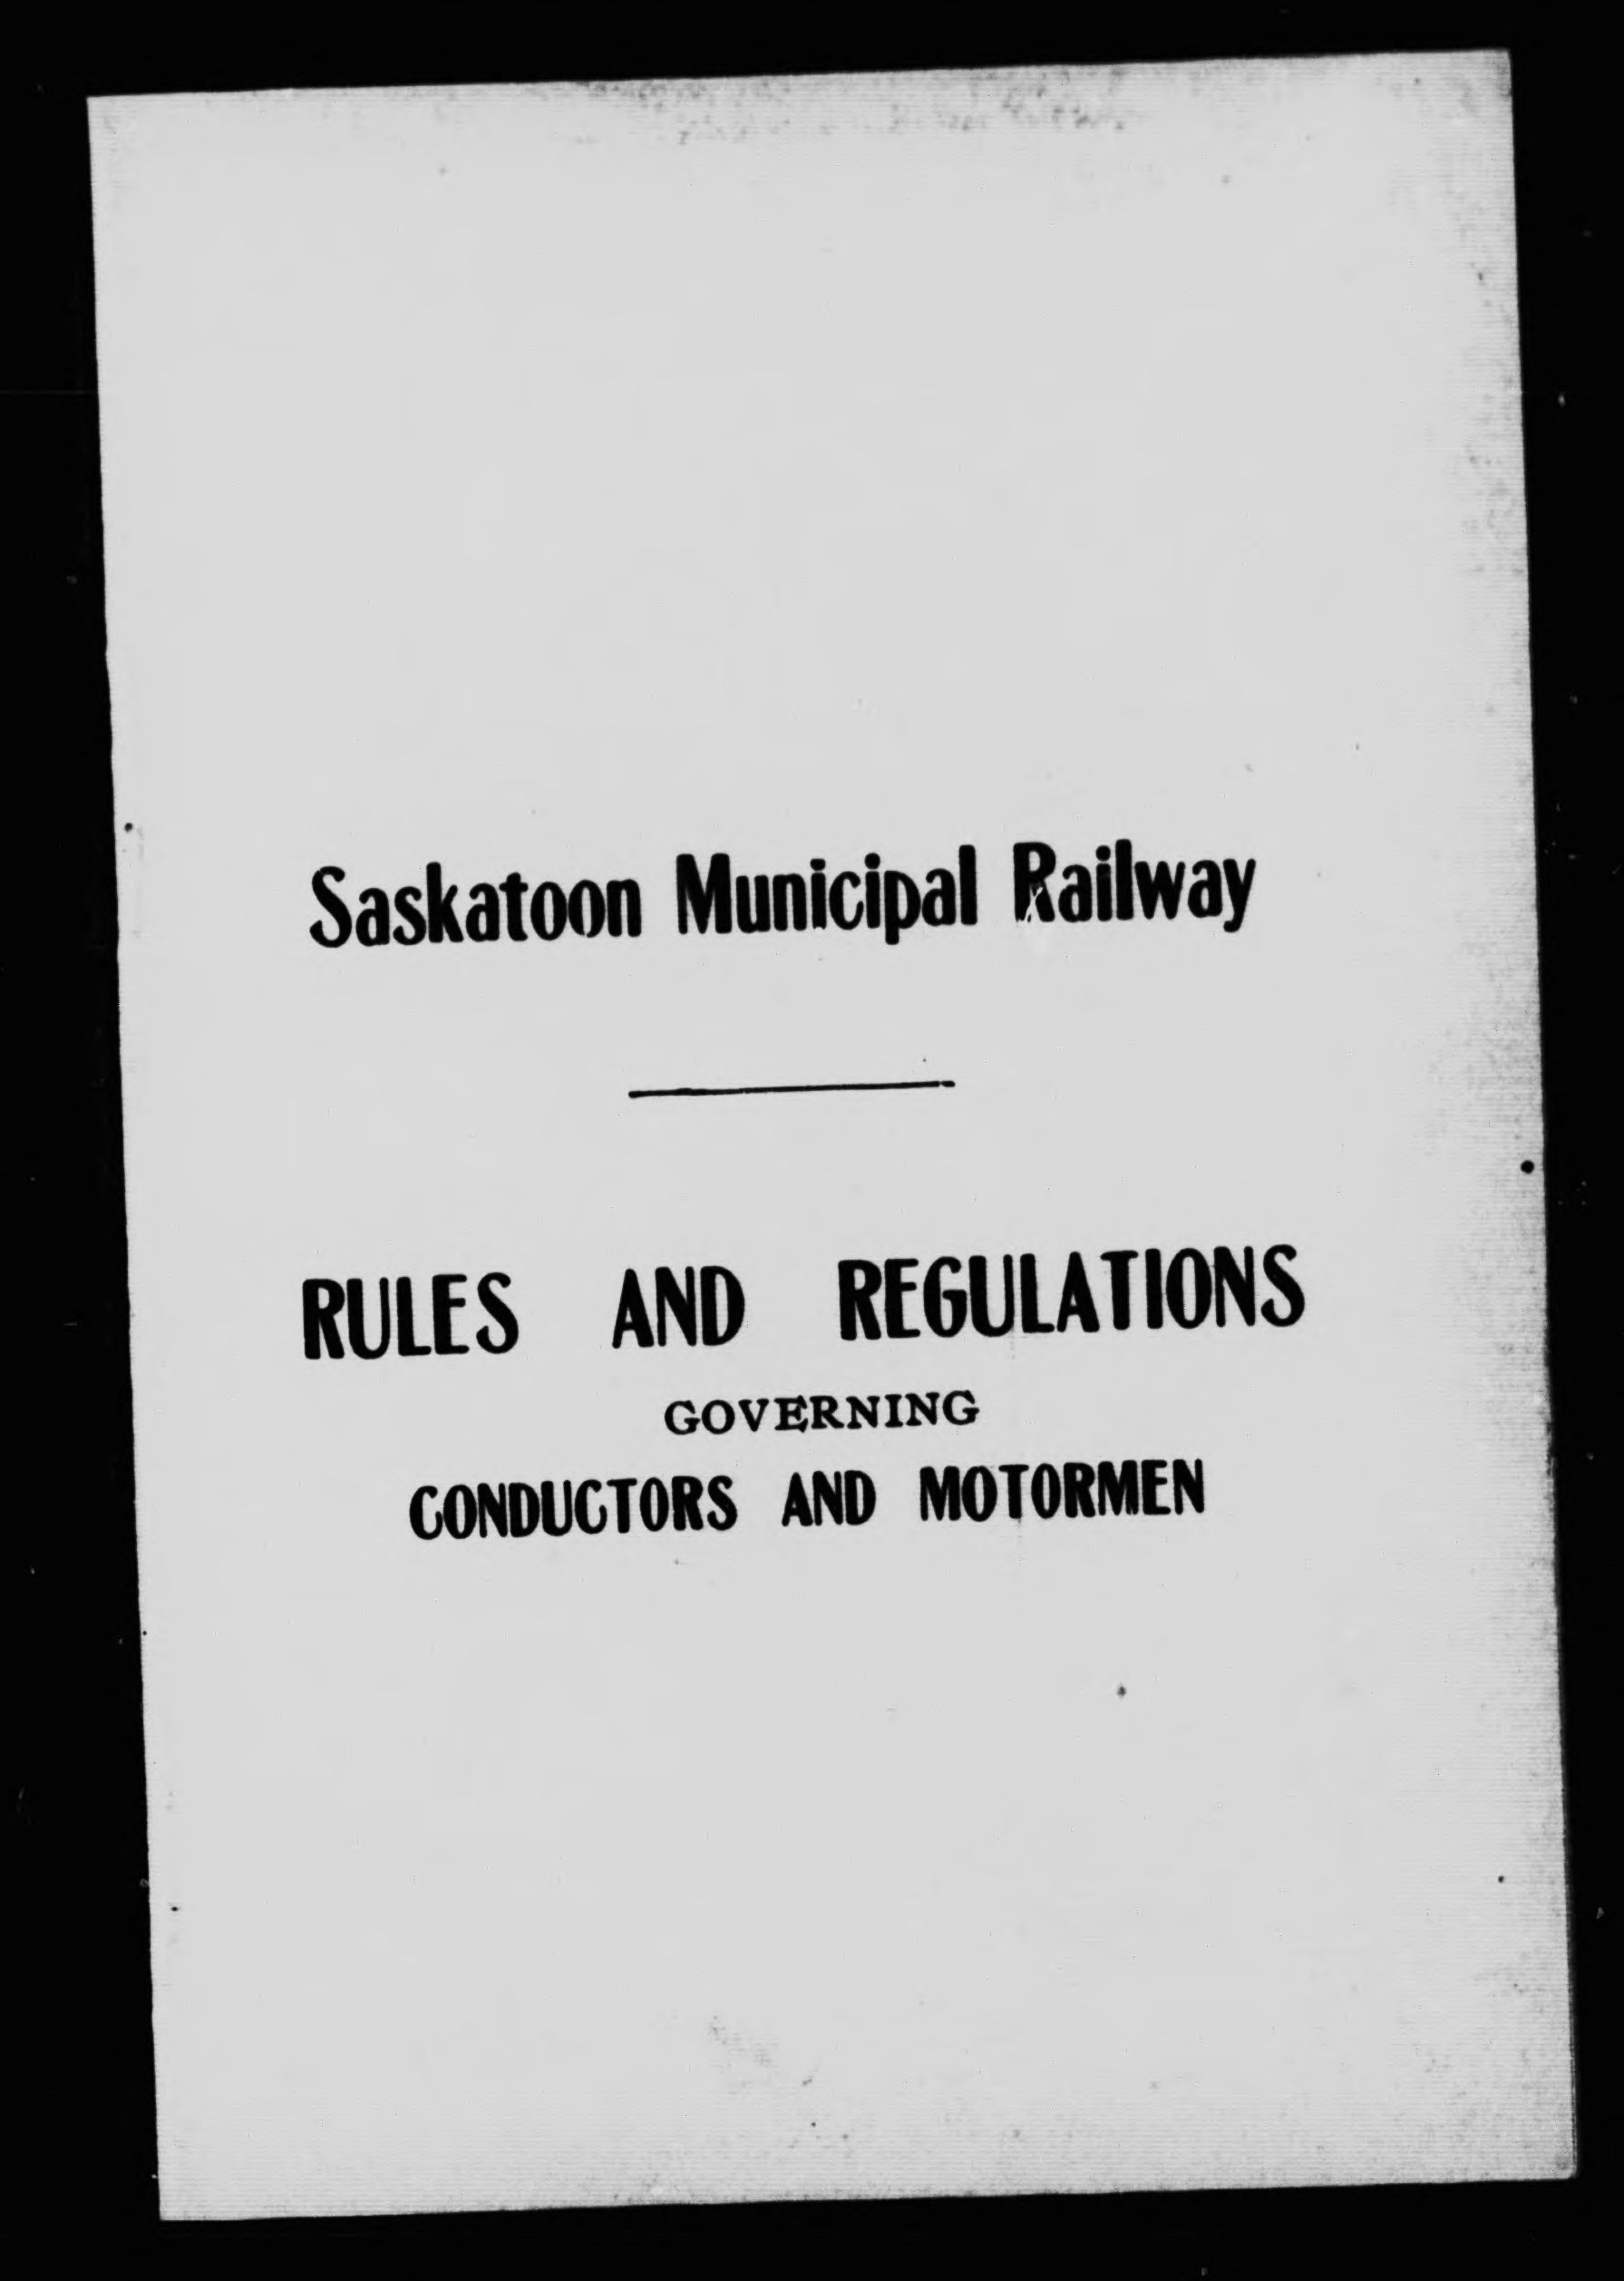 Saskatoon Municipal Railway
RULES AND REGULATIONS
GOVERNING
CONDUCTORS AND MOTORMEN